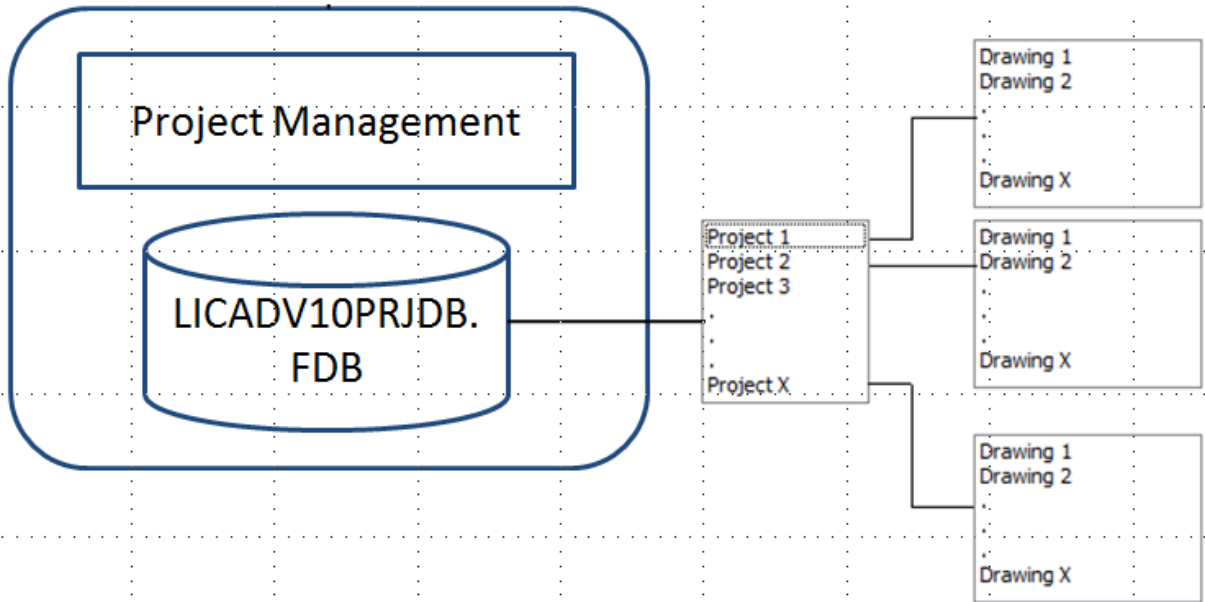 Project Management
LICADV10PRJDB.
FDB
Project 1
Project 2
Project 3
.
.
.
Project X
Drawing 1
Drawing 2
.
.
.
Drawing X
Drawing 1
Drawing 2
.
.
.
Drawing X
Drawing 1
Drawing 2
.
.
.
Drawing X